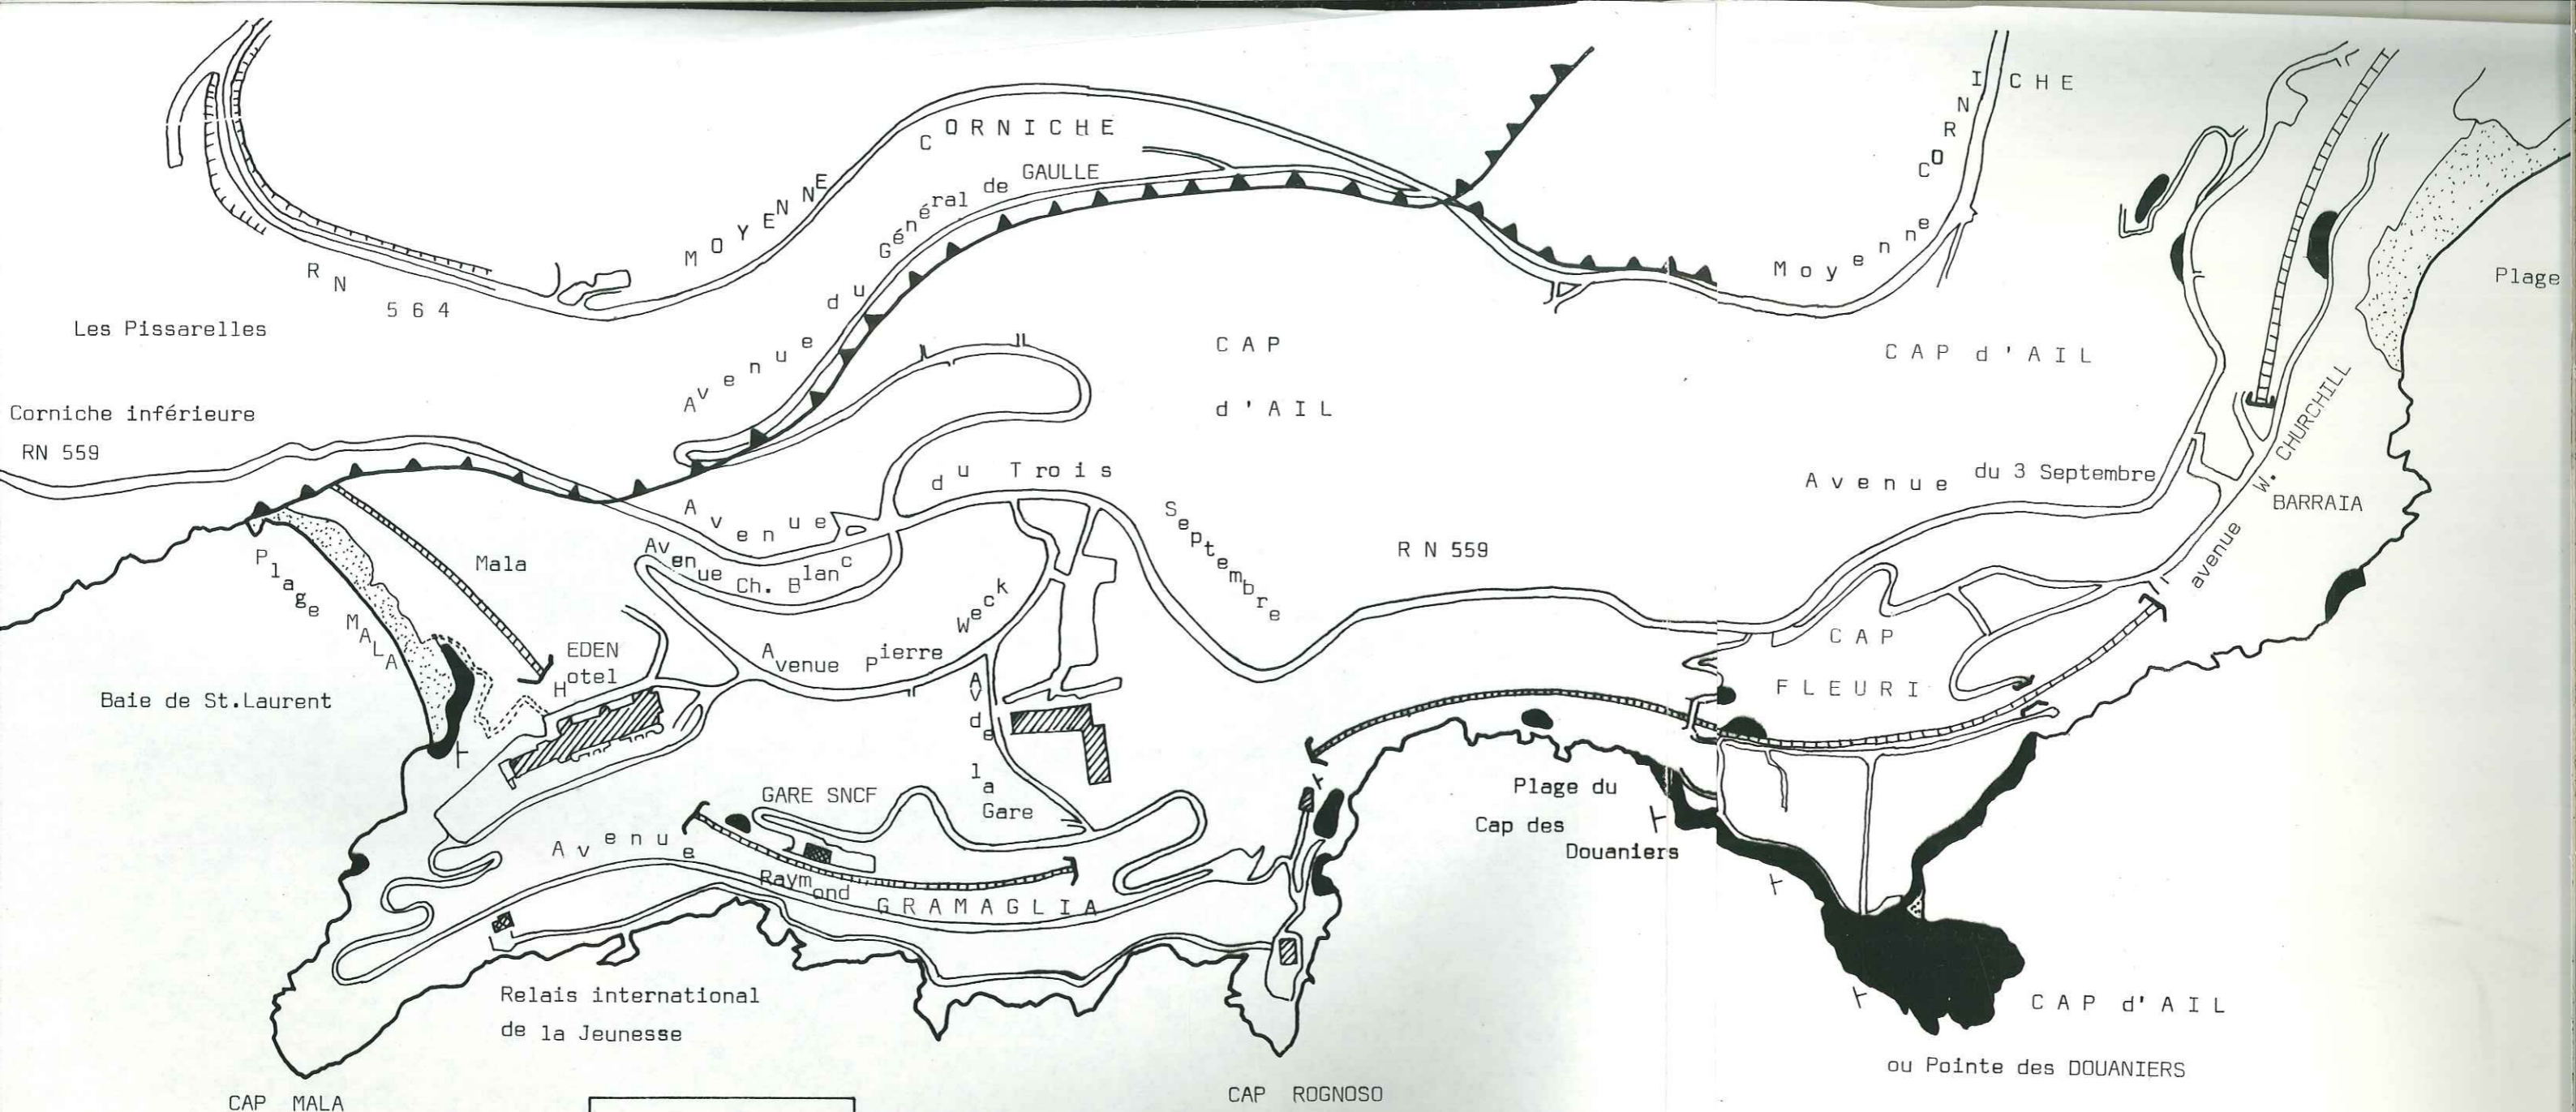 MOYENNE CORNICHE
Moyenne CORNICHE
Avenue du Général de GAULLE
RN 564
Les Pissarelles
Plage
CAP
d'AIL
CAP d'AIL
Corniche inférieure
RN 559
Avenue du Trois Septembre
Avenue du 3 Septembre
avenue W. CHURCHILL
BARRAIA
Plage MALA
Mala
Avenue Ch. Blanc
RN 559
Avenue Pierre Weck
EDEN
Hotel
Baie de St.Laurent
CAP
FLEURI
Av de la Gare
GARE SNCF
Avenue Raymond GRAMAGLIA
Plage du
Cap des
Douaniers
Relais international
de la Jeunesse
CAP d'AIL
ou Pointe des DOUANIERS
CAP MALA
CAP ROGNOSO